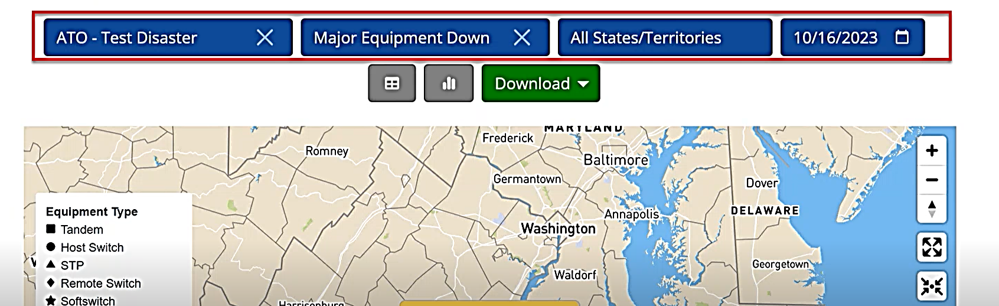 ATO - Test Disaster
Major Equipment Down
All States/Territories
10/16/2023
Download
MARYLAND
Frederick
Romney
Baltimore
Germantown
Dover
DELAWARE
Annapolis
Washington
Georgetown
Waldorf
Harrisonburg
Equipment Type
Tandem
Host Switch
STP
Remote Switch
Softswitch